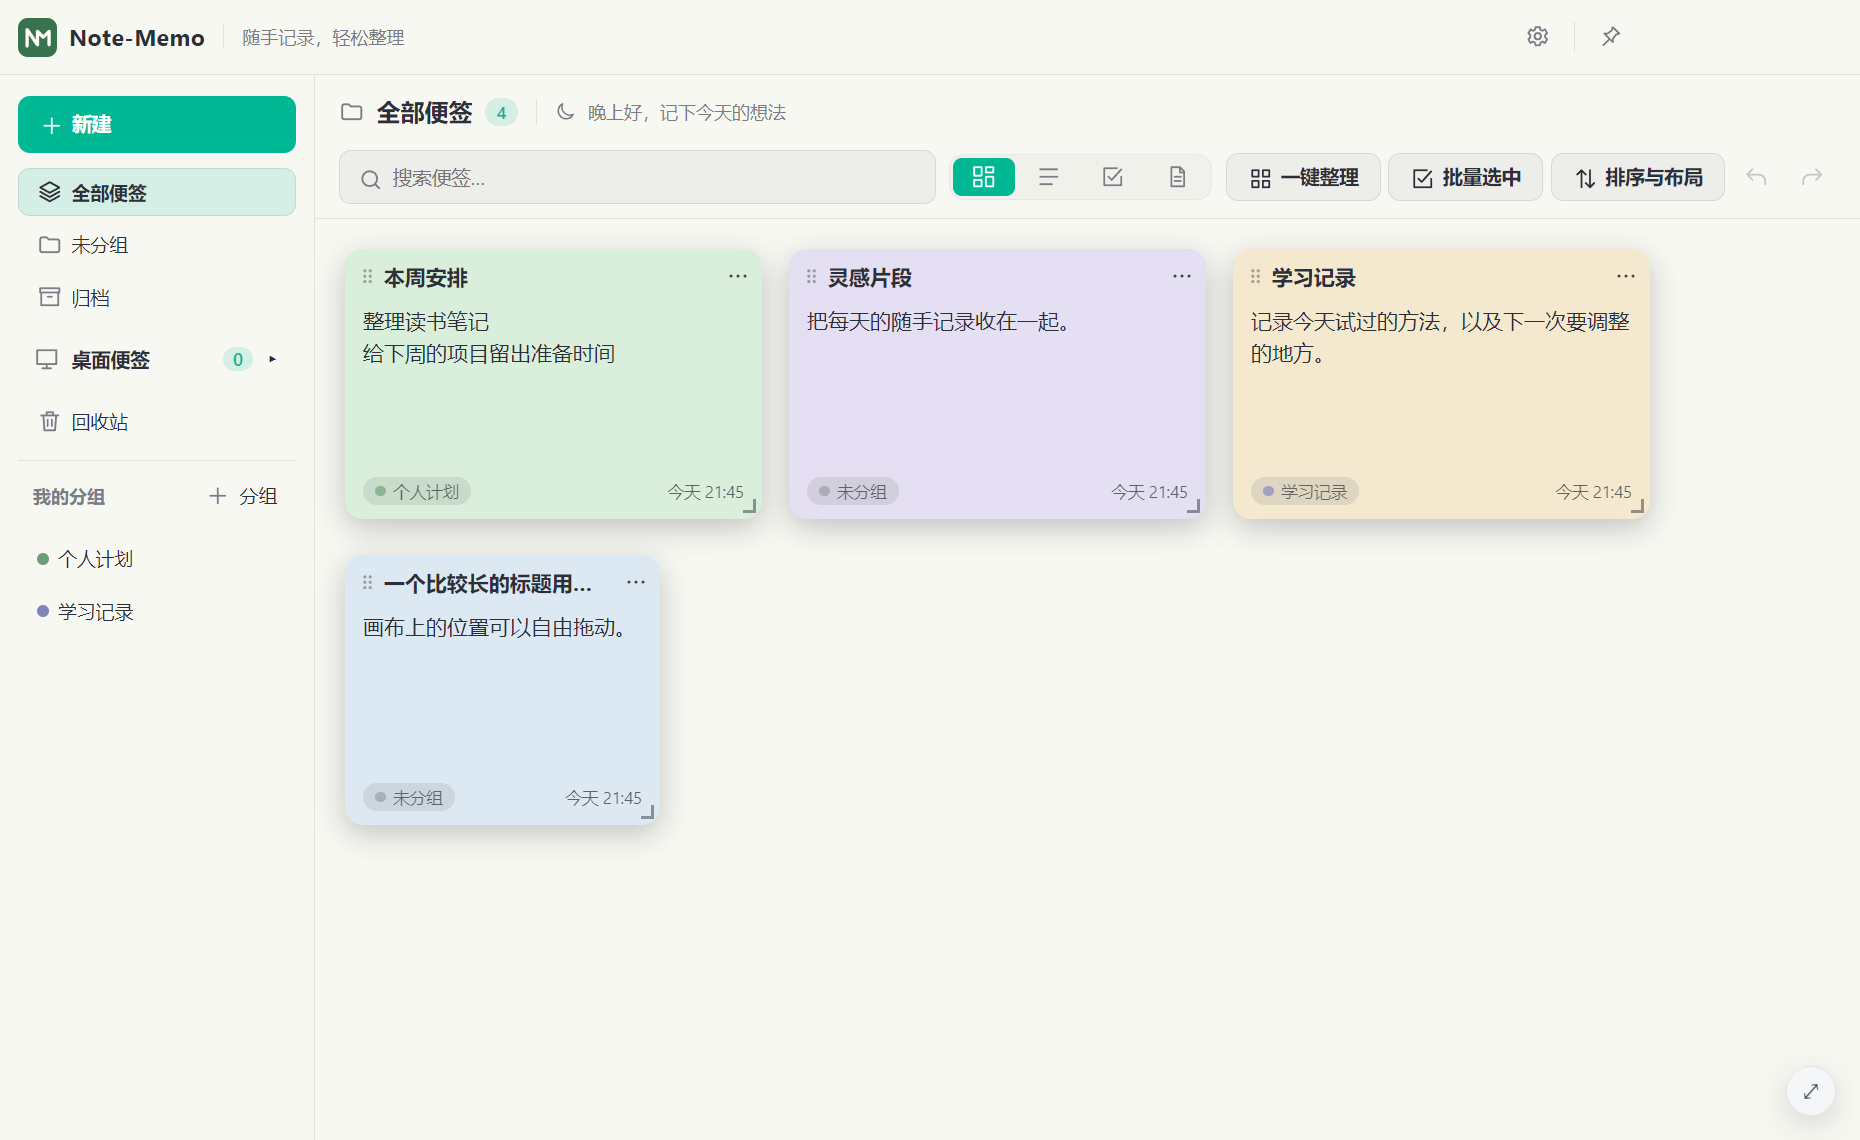 Note-Memo
随手记录，轻松整理
新建
全部便签
未分组
归档
桌面便签 0
回收站
我的分组 分组
个人计划
学习记录
全部便签 4
晚上好，记下今天的想法
搜索便签...
一键整理 批量选中 排序与布局
本周安排
整理读书笔记
给下周的项目留出准备时间
个人计划 今天 21:45
灵感片段
把每天的随手记录收在一起。
未分组 今天 21:45
学习记录
记录今天试过的方法，以及下一次要调整
的地方。
学习记录 今天 21:45
一个比较长的标题用...
画布上的位置可以自由拖动。
未分组 今天 21:45